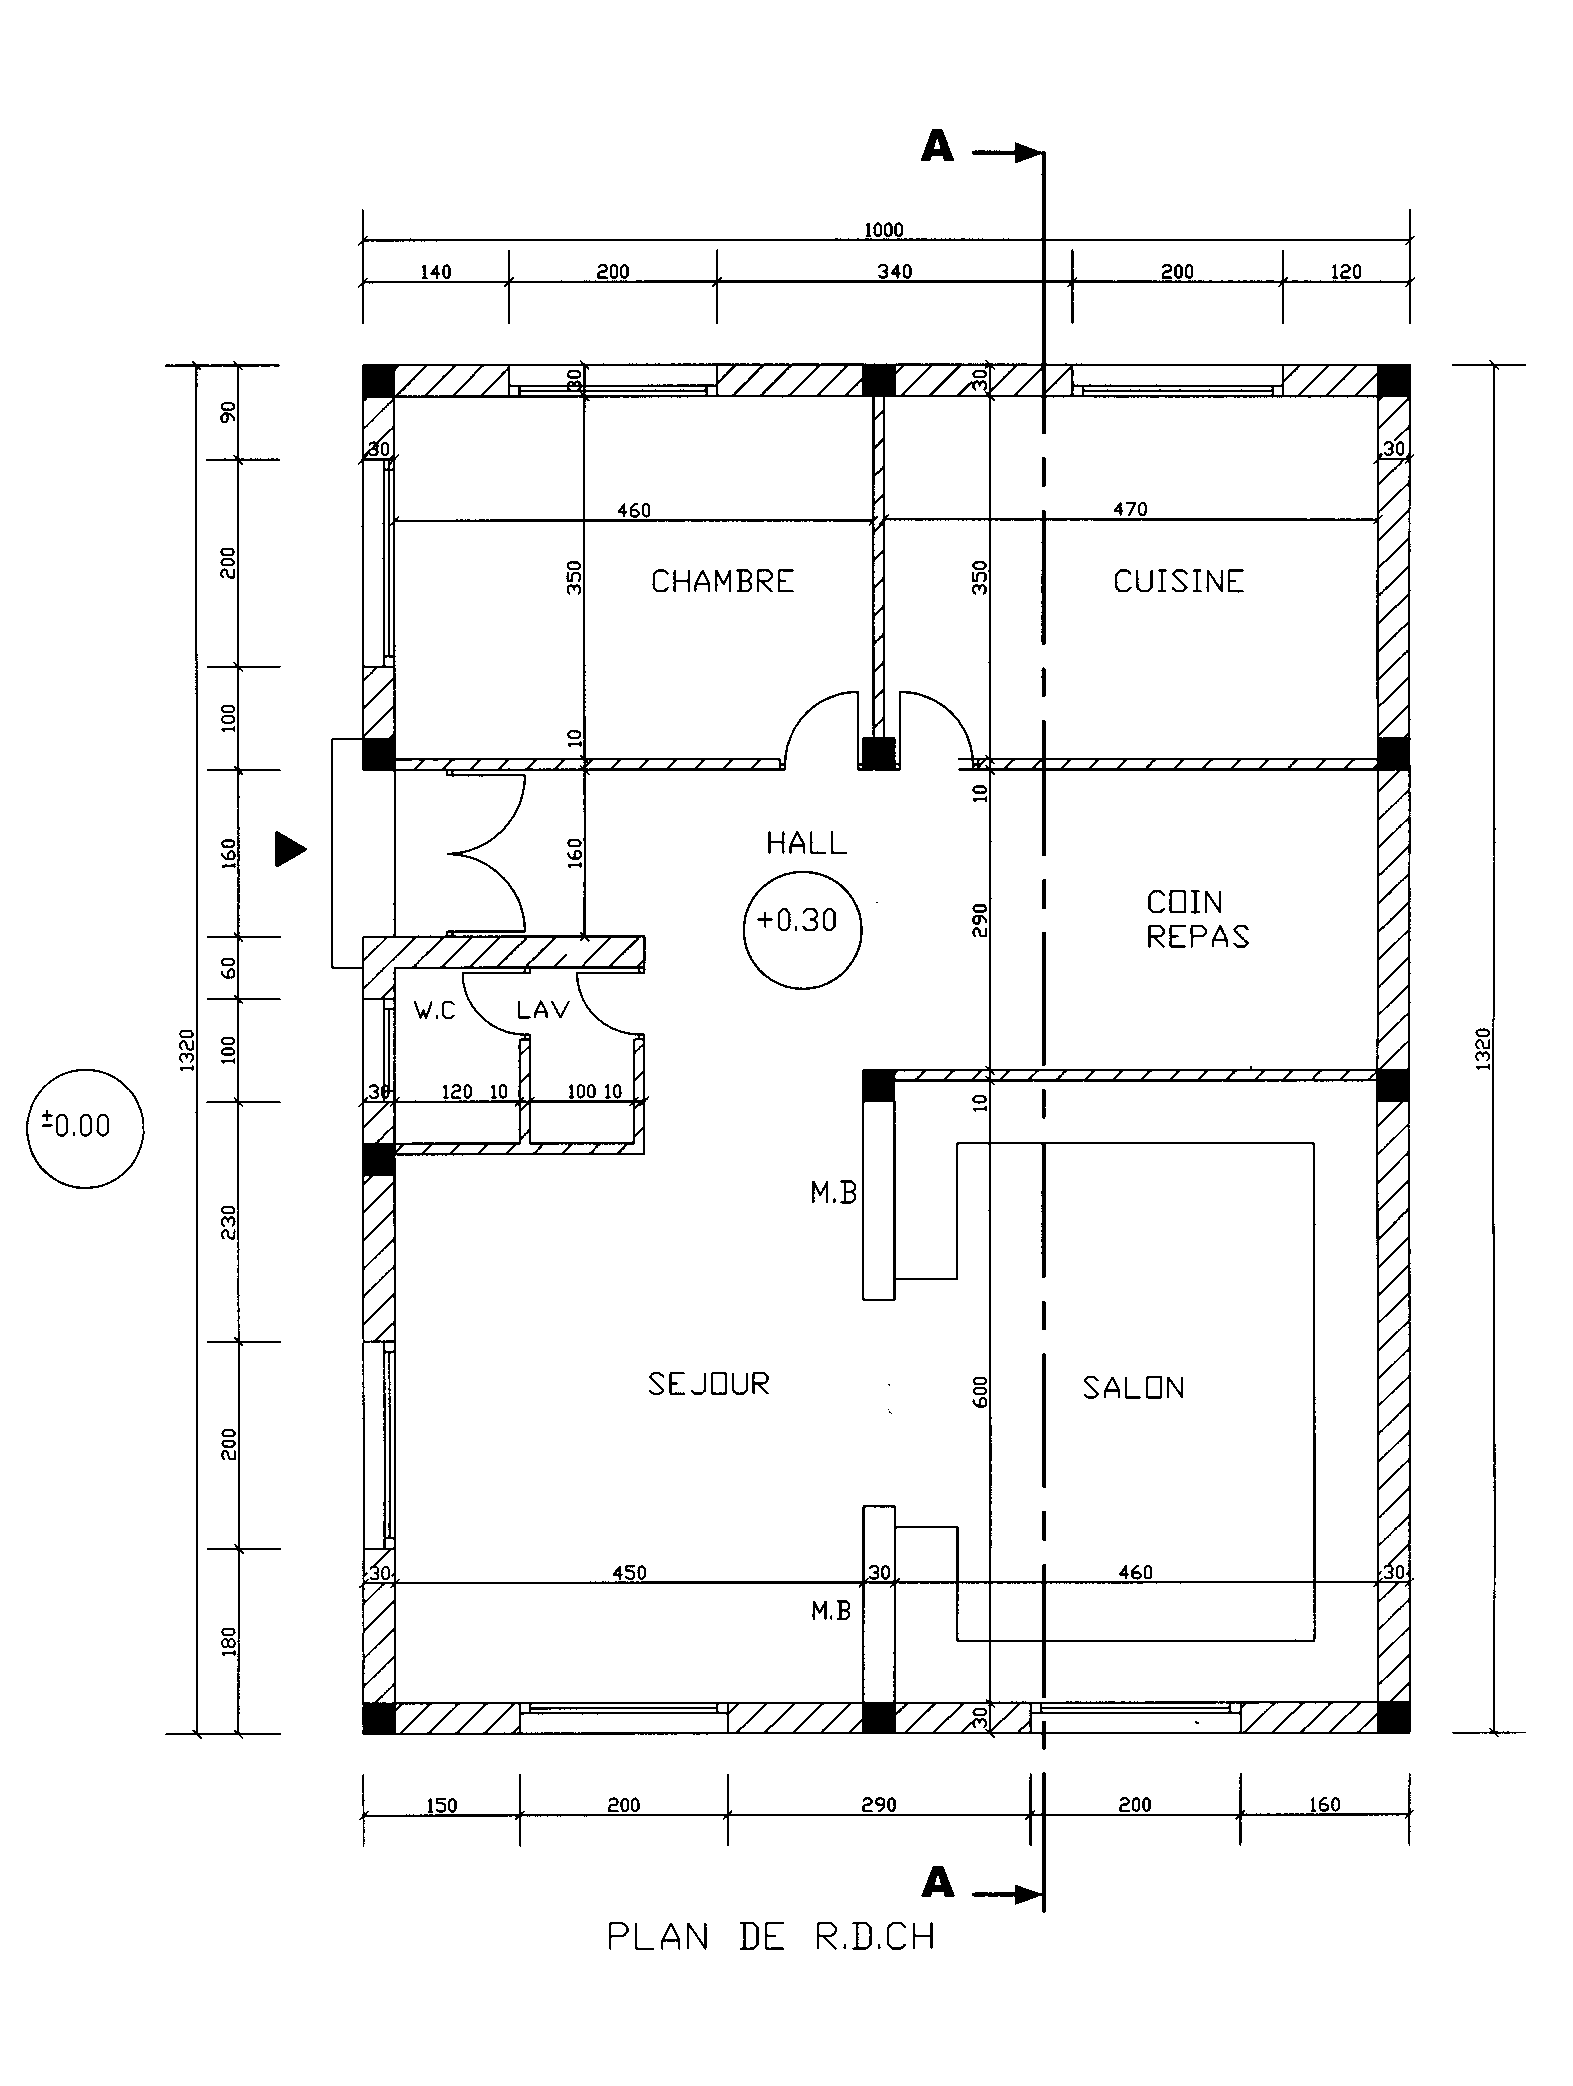 A
1000
140 200 340 200 120
30 30
90
30 30
460 470
200 350 350
CHAMBRE CUISINE
100 10
10
160 160
HALL
+0.30
290
COIN
REPAS
60
W.C LAV
1320 100 1320
30 120 10 100 10
10
±0.00
M.B
230
SEJOUR SALON
600
200
30 450 30 460 30
M.B
180
30
150 200 290 200 160
A
PLAN DE R.D.CH